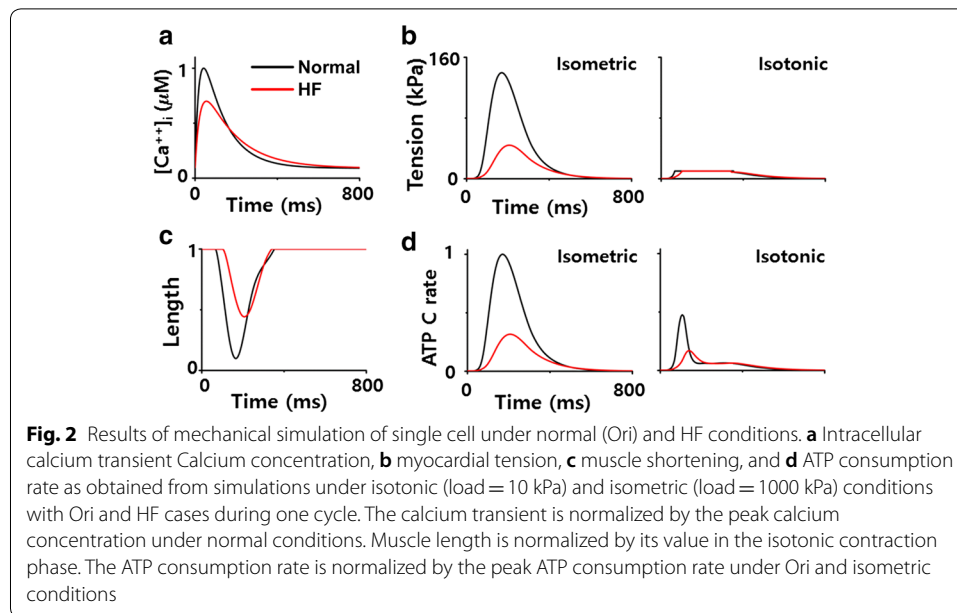 a
b
1
Normal
HF
[Ca++]i (μM)
1
0
800
Time (ms)
160
Isometric
Isotonic
Tension (kPa)
0
0
800
Time (ms)
c
d
1
Length
1
0
800
Time (ms)
1
Isometric
Isotonic
ATP C rate
0
0
800
Time (ms)
Fig. 2 Results of mechanical simulation of single cell under normal (Ori) and HF conditions. a Intracellular
calcium transient Calcium concentration, b myocardial tension, c muscle shortening, and d ATP consumption
rate as obtained from simulations under isotonic (load = 10 kPa) and isometric (load = 1000 kPa) conditions
with Ori and HF cases during one cycle. The calcium transient is normalized by the peak calcium
concentration under normal conditions. Muscle length is normalized by its value in the isotonic contraction
phase. The ATP consumption rate is normalized by the peak ATP consumption rate under Ori and isometric
conditions